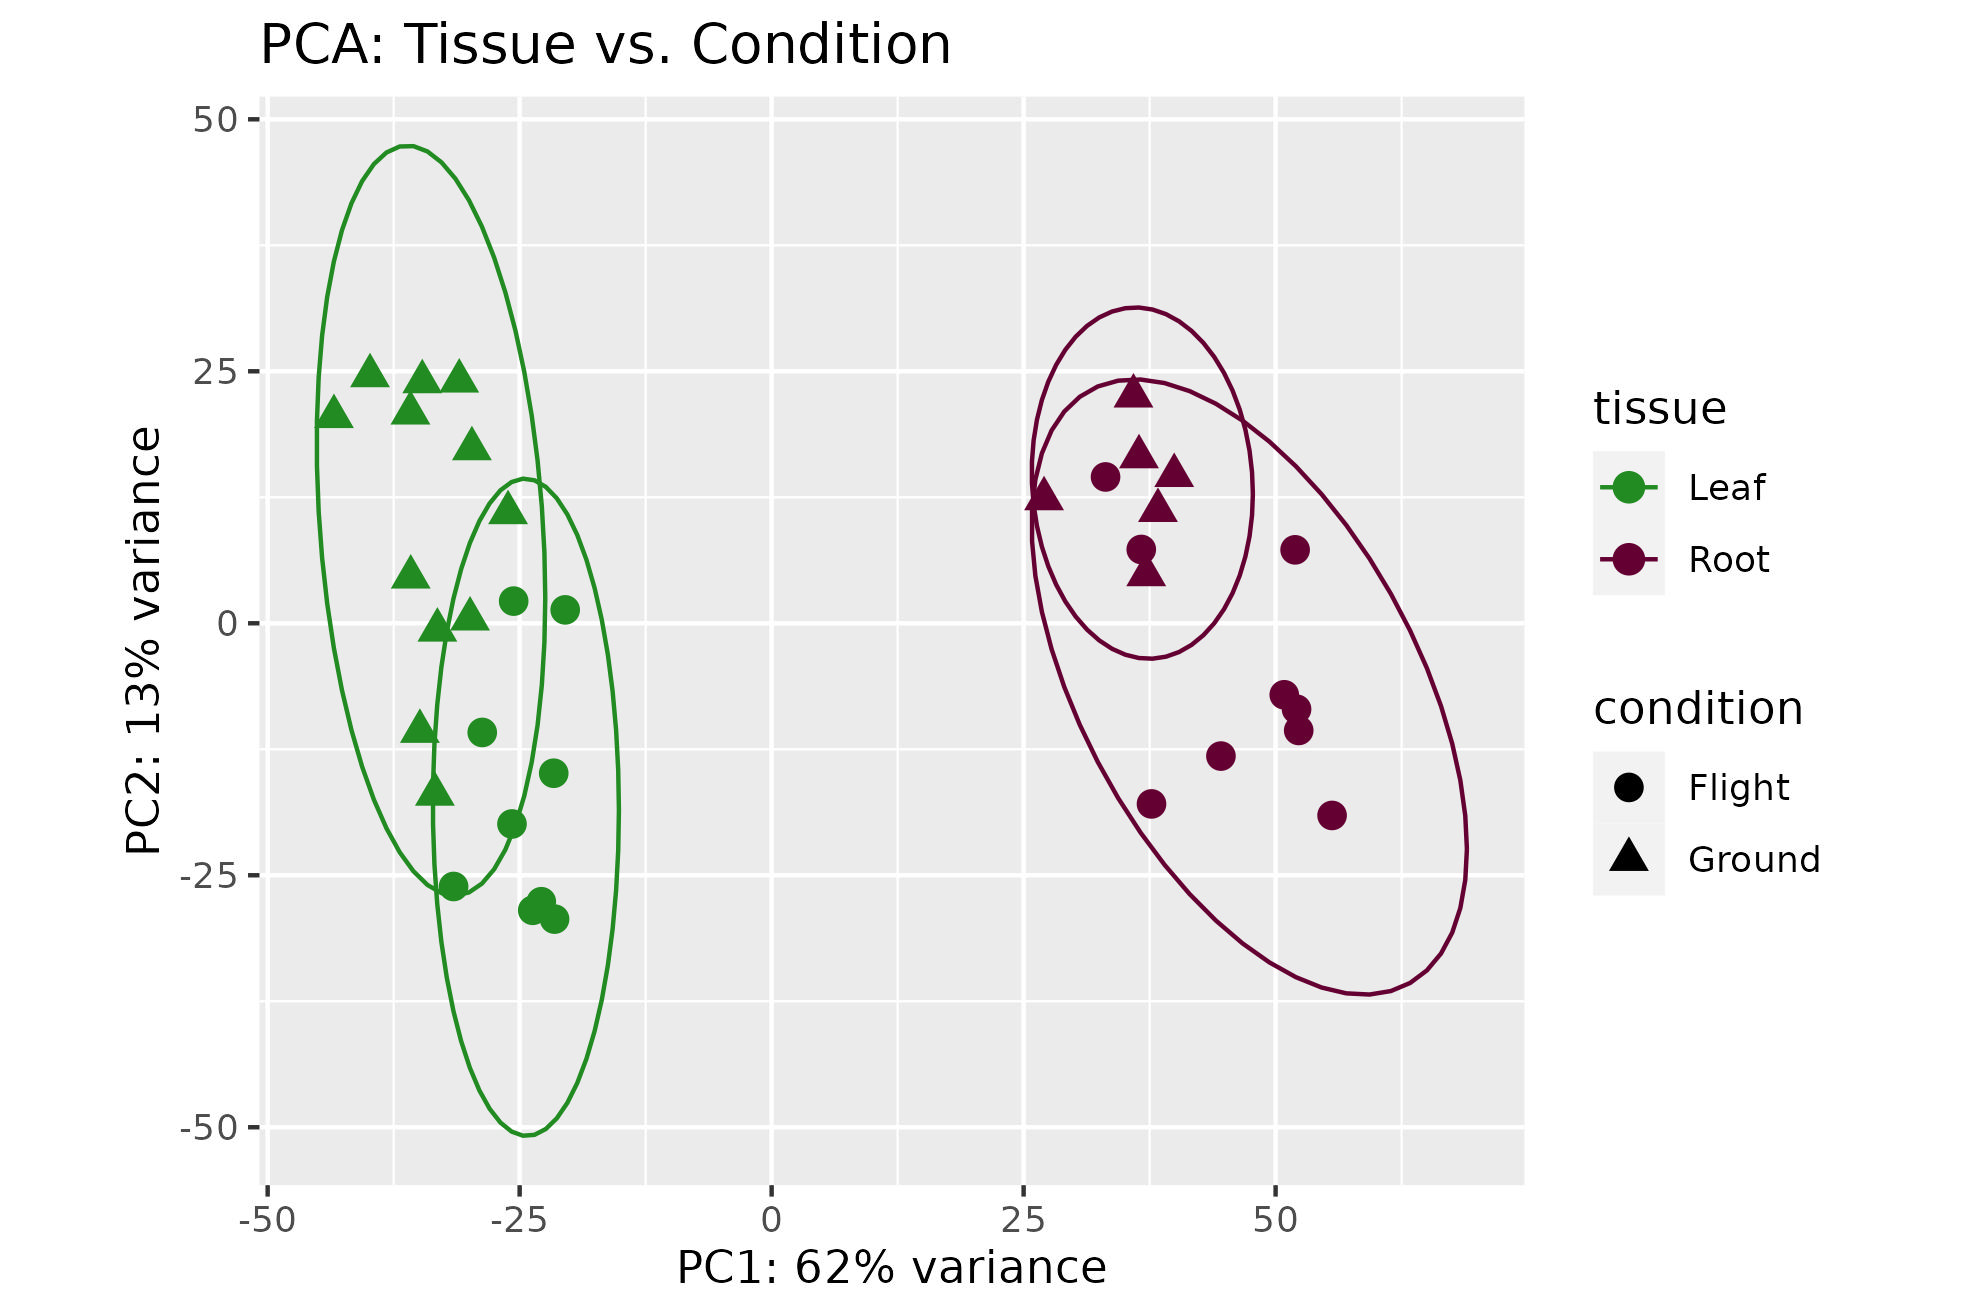 PCA: Tissue vs. Condition
50
25
0
-25
-50
PC2: 13% variance
-50
-25
0
25
50
PC1: 62% variance
tissue
Leaf
Root
condition
Flight
Ground